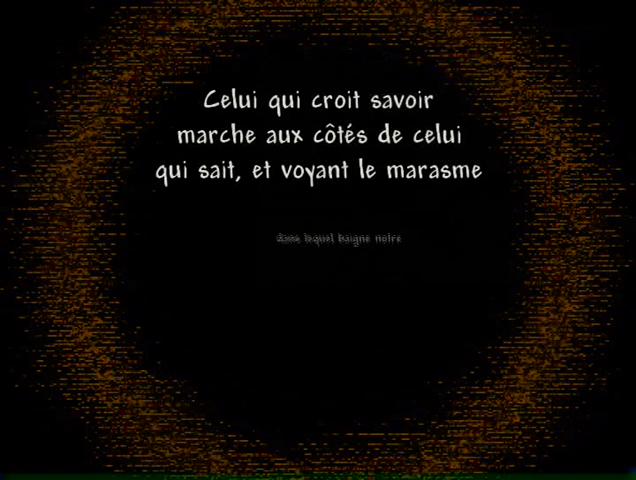 Celui qui croit savoir
marche aux côtés de celui
qui sait, et voyant le marasme
dans lequel baigne notre